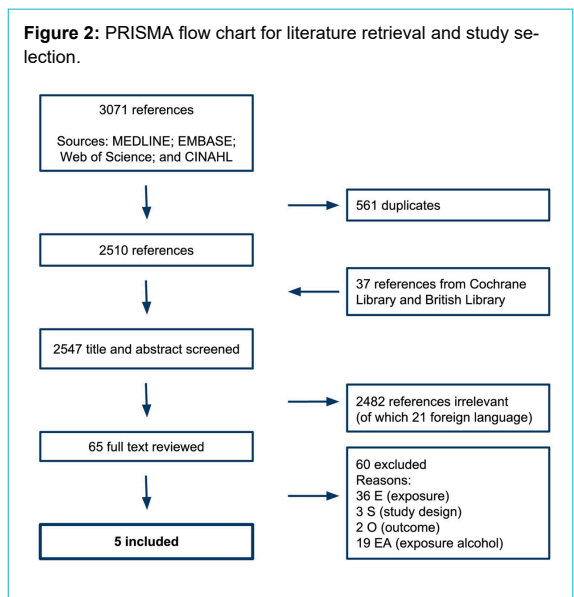 Figure 2: PRISMA flow chart for literature retrieval and study se-
lection.
3071 references
Sources: MEDLINE; EMBASE;
Web of Science; and CINAHL
561 duplicates
2510 references
37 references from Cochrane
Library and British Library
2547 title and abstract screened
2482 references irrelevant
(of which 21 foreign language)
65 full text reviewed
60 excluded
Reasons:
36 E (exposure)
3 S (study design)
2 O (outcome)
19 EA (exposure alcohol)
5 included